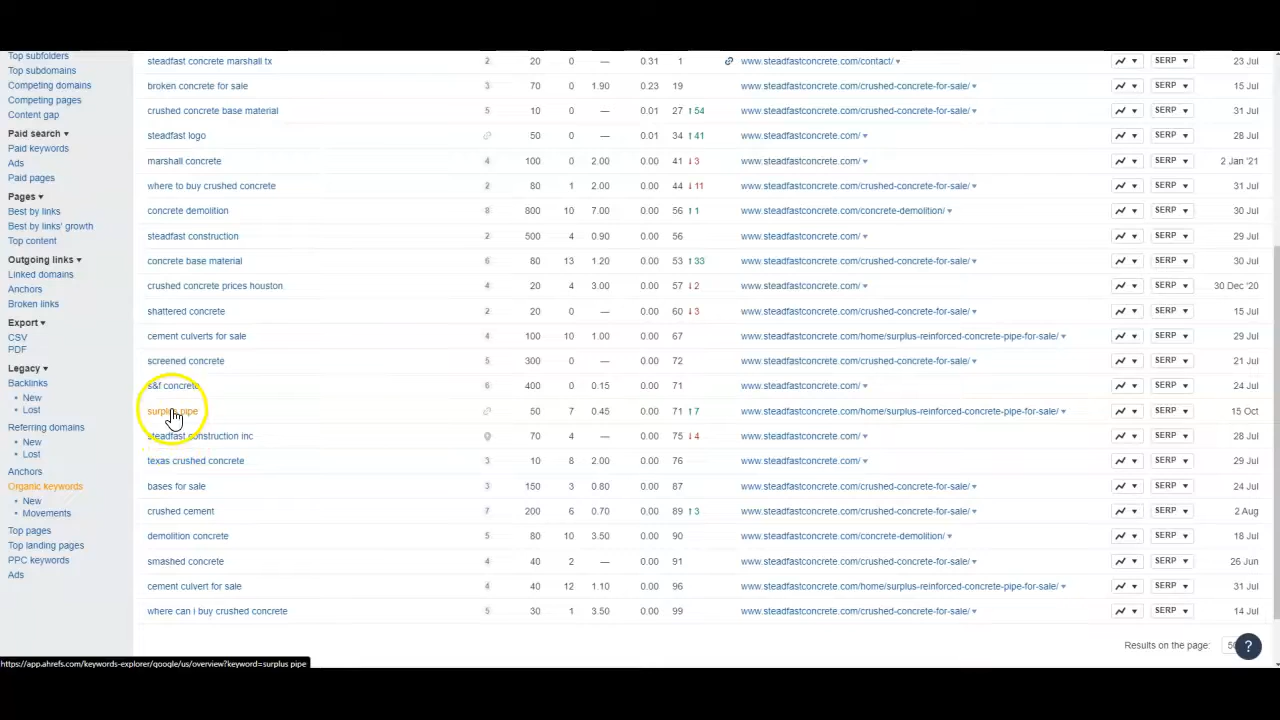 Top subfolders
Top subdomains
Competing domains
Competing pages
Content gap
Paid search ▾
Paid keywords
Ads
Paid pages
Pages ▾
Best by links
Best by links' growth
Top content
Outgoing links ▾
Linked domains
Anchors
Broken links
Export ▾
CSV
PDF
Legacy ▾
Backlinks
New
Lost
Referring domains
New
Lost
Anchors
Organic keywords
New
Movements
Top pages
Top landing pages
PPC keywords
Ads
steadfast concrete marshall tx 2 20 0 — 0.31 1 www.steadfastconcrete.com/contact/ ▾ SERP ▾ 23 Jul
broken concrete for sale 3 70 0 1.90 0.23 19 www.steadfastconcrete.com/crushed-concrete-for-sale/ ▾ SERP ▾ 15 Jul
crushed concrete base material 5 10 0 — 0.01 27 ↑54 www.steadfastconcrete.com/crushed-concrete-for-sale/ ▾ SERP ▾ 31 Jul
steadfast logo 50 0 — 0.01 34 ↑41 www.steadfastconcrete.com/ ▾ SERP ▾ 28 Jul
marshall concrete 4 100 0 2.00 0.00 41 ↓3 www.steadfastconcrete.com/ ▾ SERP ▾ 2 Jan '21
where to buy crushed concrete 2 80 1 2.00 0.00 44 ↓11 www.steadfastconcrete.com/crushed-concrete-for-sale/ ▾ SERP ▾ 31 Jul
concrete demolition 8 800 10 7.00 0.00 56 ↑1 www.steadfastconcrete.com/concrete-demolition/ ▾ SERP ▾ 30 Jul
steadfast construction 2 500 4 0.90 0.00 56 www.steadfastconcrete.com/ ▾ SERP ▾ 29 Jul
concrete base material 6 80 13 1.20 0.00 53 ↑33 www.steadfastconcrete.com/crushed-concrete-for-sale/ ▾ SERP ▾ 30 Jul
crushed concrete prices houston 4 20 4 3.00 0.00 57 ↓2 www.steadfastconcrete.com/ ▾ SERP ▾ 30 Dec '20
shattered concrete 2 20 0 — 0.00 60 ↓3 www.steadfastconcrete.com/crushed-concrete-for-sale/ ▾ SERP ▾ 15 Jul
cement culverts for sale 4 100 10 1.00 0.00 67 www.steadfastconcrete.com/home/surplus-reinforced-concrete-pipe-for-sale/ ▾ SERP ▾ 29 Jul
screened concrete 5 300 0 — 0.00 72 www.steadfastconcrete.com/crushed-concrete-for-sale/ ▾ SERP ▾ 21 Jul
s&f concrete 6 400 0 0.15 0.00 71 www.steadfastconcrete.com/ ▾ SERP ▾ 24 Jul
surplus pipe 50 7 0.45 0.00 71 ↑7 www.steadfastconcrete.com/home/surplus-reinforced-concrete-pipe-for-sale/ ▾ SERP ▾ 15 Oct
steadfast construction inc 70 4 — 0.00 75 ↓4 www.steadfastconcrete.com/ ▾ SERP ▾ 28 Jul
texas crushed concrete 3 10 8 2.00 0.00 76 www.steadfastconcrete.com/ ▾ SERP ▾ 29 Jul
bases for sale 3 150 3 0.80 0.00 87 www.steadfastconcrete.com/crushed-concrete-for-sale/ ▾ SERP ▾ 24 Jul
crushed cement 7 200 6 0.70 0.00 89 ↑3 www.steadfastconcrete.com/crushed-concrete-for-sale/ ▾ SERP ▾ 2 Aug
demolition concrete 5 80 10 3.50 0.00 90 www.steadfastconcrete.com/concrete-demolition/ ▾ SERP ▾ 18 Jul
smashed concrete 4 40 2 — 0.00 91 www.steadfastconcrete.com/crushed-concrete-for-sale/ ▾ SERP ▾ 26 Jun
cement culvert for sale 4 40 12 1.10 0.00 96 www.steadfastconcrete.com/home/surplus-reinforced-concrete-pipe-for-sale/ ▾ SERP ▾ 31 Jul
where can i buy crushed concrete 5 30 1 3.50 0.00 99 www.steadfastconcrete.com/crushed-concrete-for-sale/ ▾ SERP ▾ 14 Jul
Results on the page:
?
https://app.ahrefs.com/keywords-explorer/google/us/overview?keyword=surplus pipe